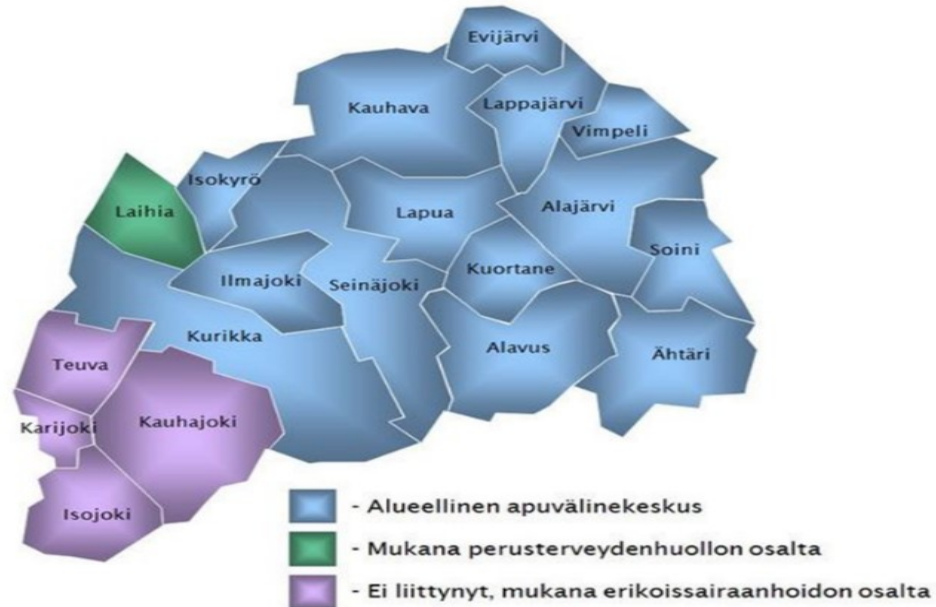 Evijärvi
Kauhava
Lappajärvi
Vimpeli
Isokyrö
Laihia
Lapua
Alajärvi
Soini
Ilmajoki
Seinäjoki
Kuortane
Kurikka
Alavus
Ähtäri
Teuva
Karijoki
Kauhajoki
Isojoki
- Alueellinen apuvälinekeskus
- Mukana perusterveydenhuollon osalta
- Ei liittynyt, mukana erikoissairaanhoidon osalta